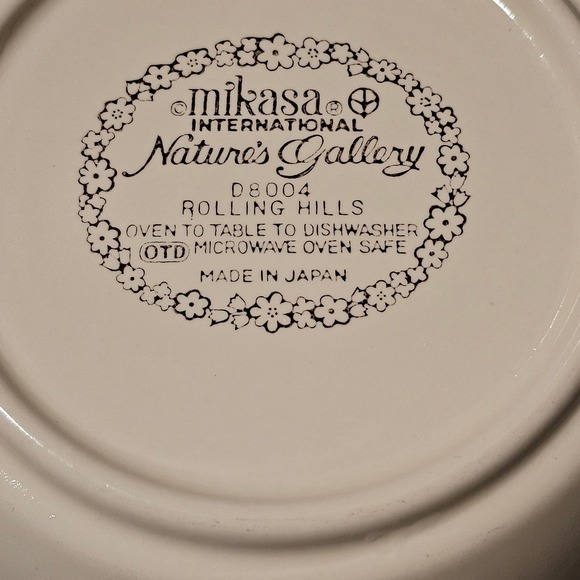 ©mikasa®
INTERNATIONAL
Nature's Gallery
D8004
ROLLING HILLS
OVEN TO TABLE TO DISHWASHER
OTD MICROWAVE OVEN SAFE
MADE IN JAPAN